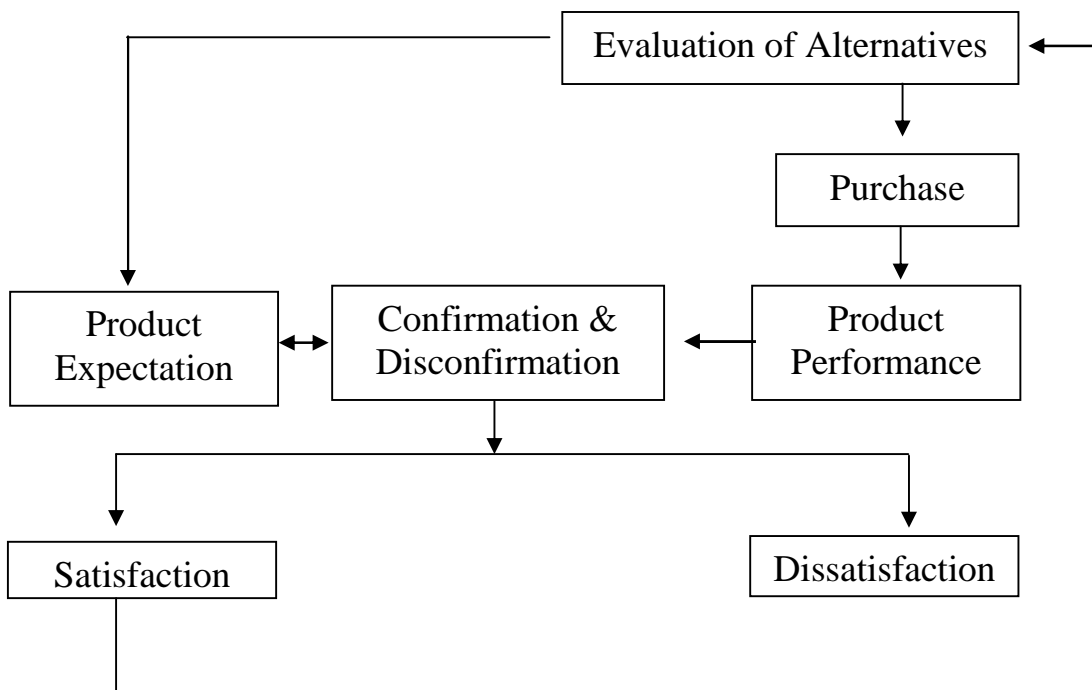 Evaluation of Alternatives
Purchase
Product
Expectation
Confirmation &
Disconfirmation
Product
Performance
Satisfaction
Dissatisfaction